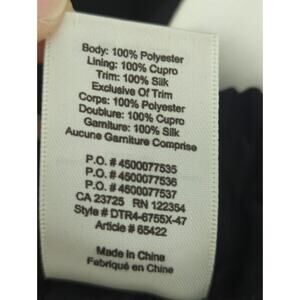 Body: 100% Polyester
Lining: 100% Cupro
Trim: 100% Silk
Exclusive Of Trim
Corps: 100% Polyester
Doublure: 100% Cupro
Garniture: 100% Silk
Aucune Garniture Comprise
P.O. # 4500077535
P.O. # 4500077536
P.O. # 4500077537
CA 23725 RN 122354
Style # DTR4-6755X-47
Article # 65422
Made in China
Fabriqué en Chine